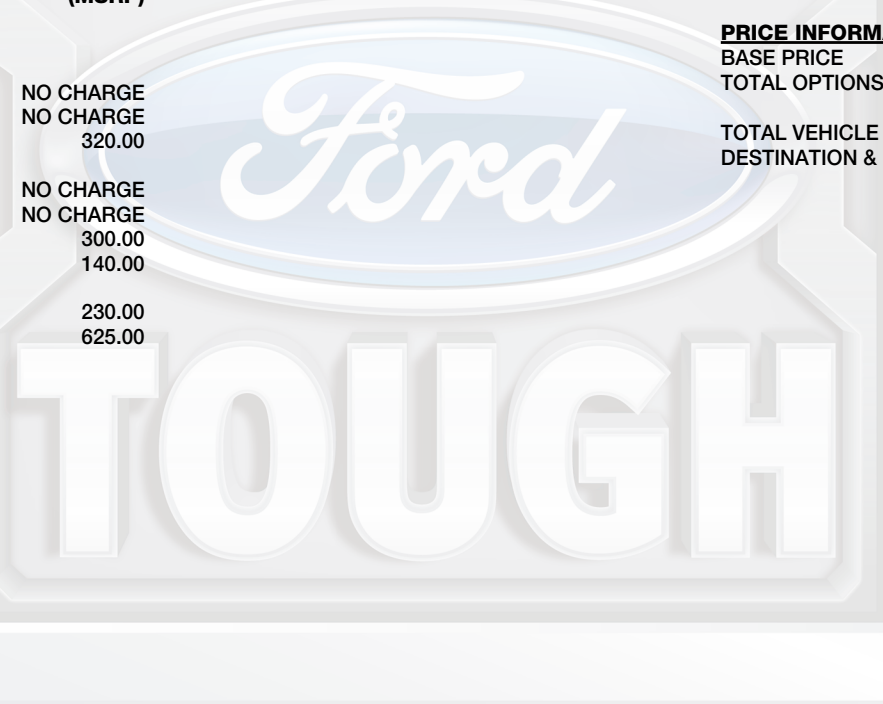 (MSRP)
NO CHARGE
NO CHARGE
320.00
NO CHARGE
NO CHARGE
300.00
140.00
230.00
625.00
PRICE INFORMA
BASE PRICE
TOTAL OPTIONS
TOTAL VEHICLE
DESTINATION &
Ford
TOUGH